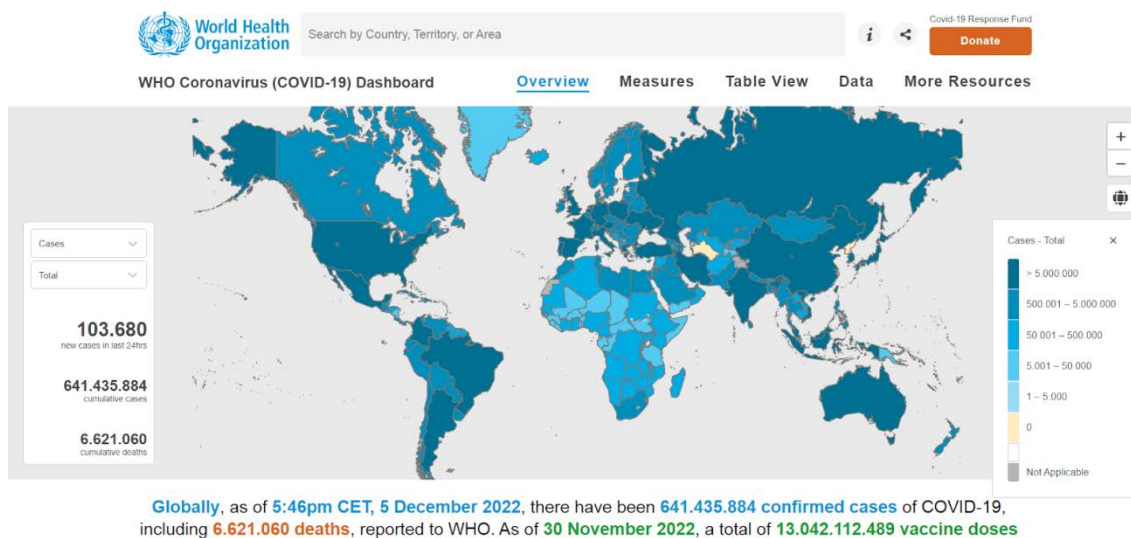 World Health
Organization
Search by Country, Territory, or Area
i
Covid-19 Response Fund
Donate
WHO Coronavirus (COVID-19) Dashboard
Overview
Measures
Table View
Data
More Resources
+
−
Cases
Total
103.680
new cases in last 24hrs
641.435.884
cumulative cases
6.621.060
cumulative deaths
Cases - Total
×
> 5.000.000
500.001 – 5.000.000
50.001 – 500.000
5.001 – 50.000
1 – 5.000
0
Not Applicable
Globally, as of 5:46pm CET, 5 December 2022, there have been 641.435.884 confirmed cases of COVID-19,
including 6.621.060 deaths, reported to WHO. As of 30 November 2022, a total of 13.042.112.489 vaccine doses